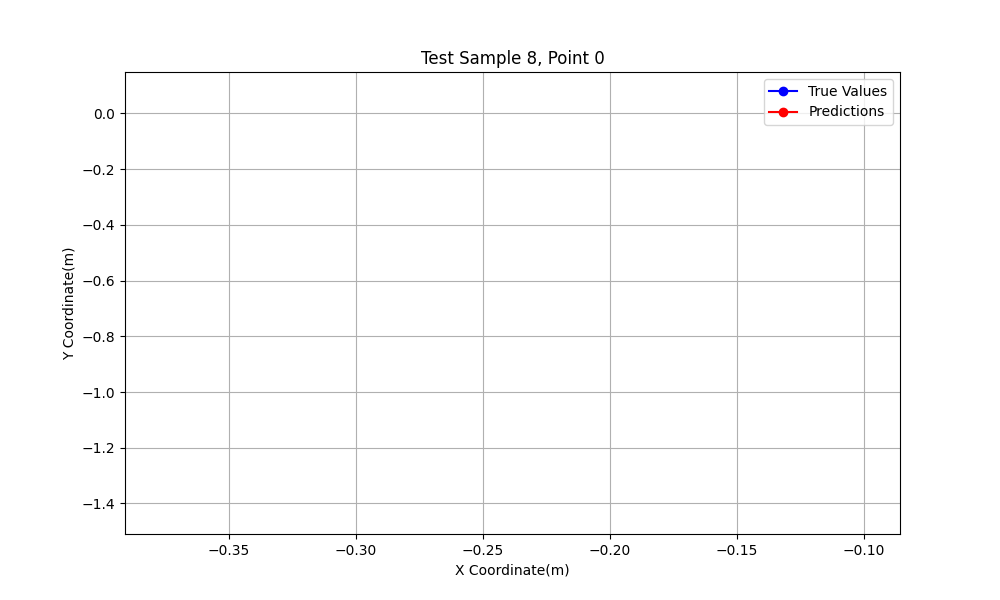 Test Sample 8, Point 0
True Values
Predictions
0.0
−0.2
−0.4
−0.6
−0.8
−1.0
−1.2
−1.4
Y Coordinate(m)
−0.35
−0.30
−0.25
−0.20
−0.15
−0.10
X Coordinate(m)